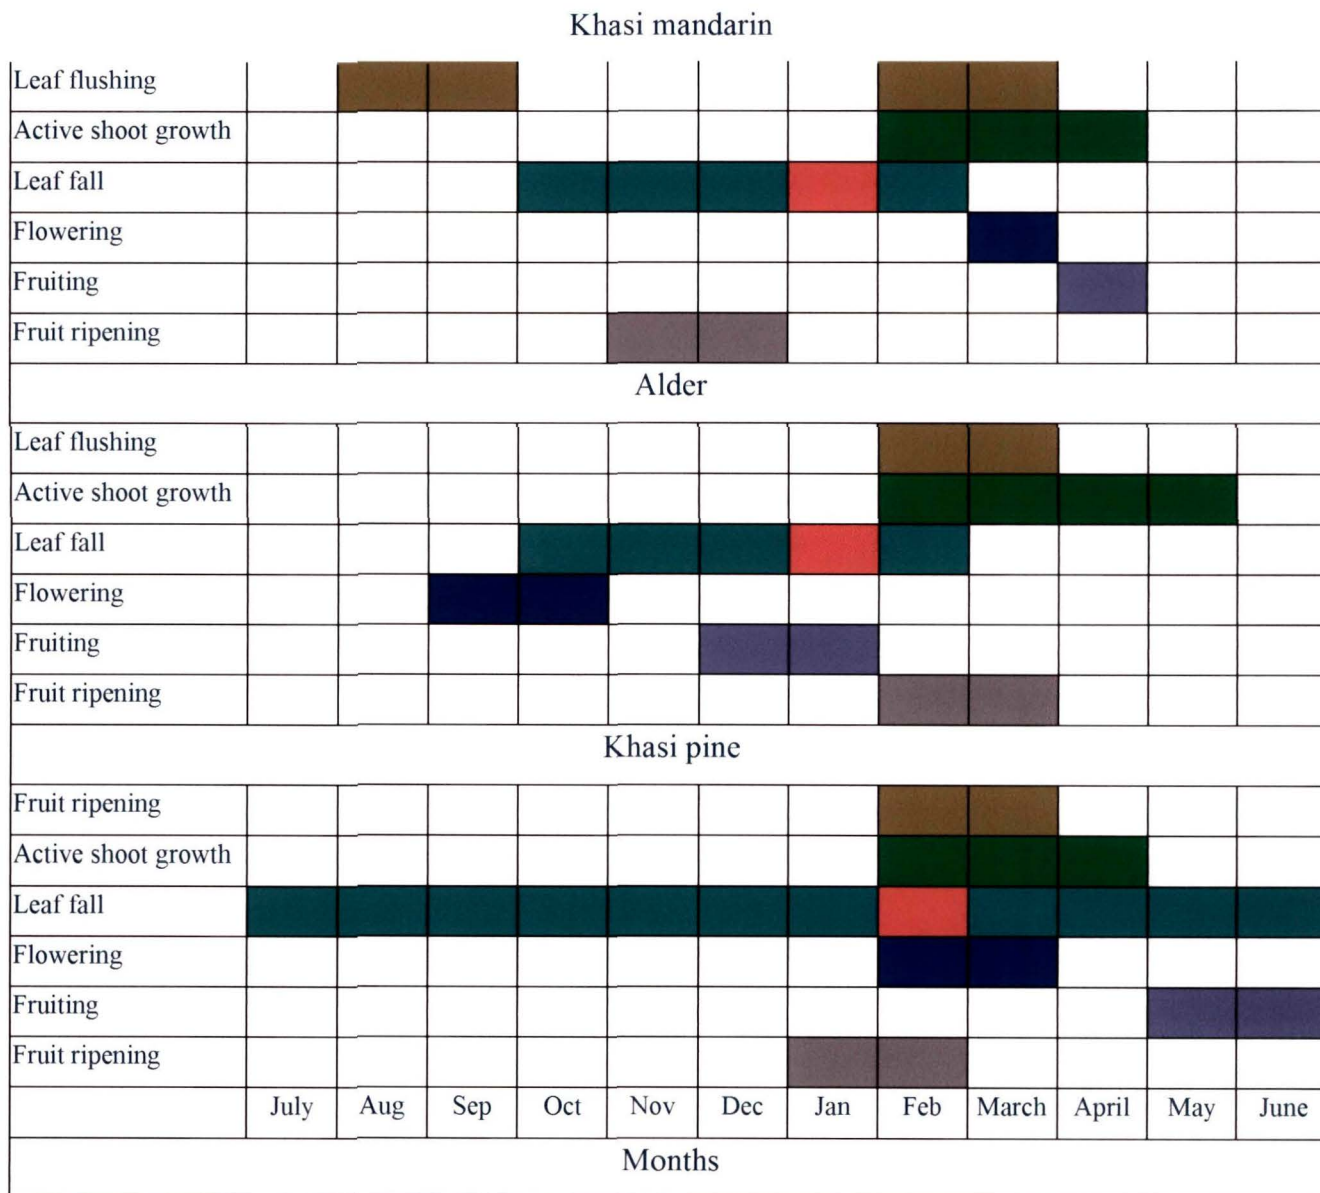 Khasi mandarin
Leaf flushing
Active shoot growth
Leaf fall
Flowering
Fruiting
Fruit ripening
Alder
Leaf flushing
Active shoot growth
Leaf fall
Flowering
Fruiting
Fruit ripening
Khasi pine
Fruit ripening
Active shoot growth
Leaf fall
Flowering
Fruiting
Fruit ripening
July Aug Sep Oct Nov Dec Jan Feb March April May June
Months